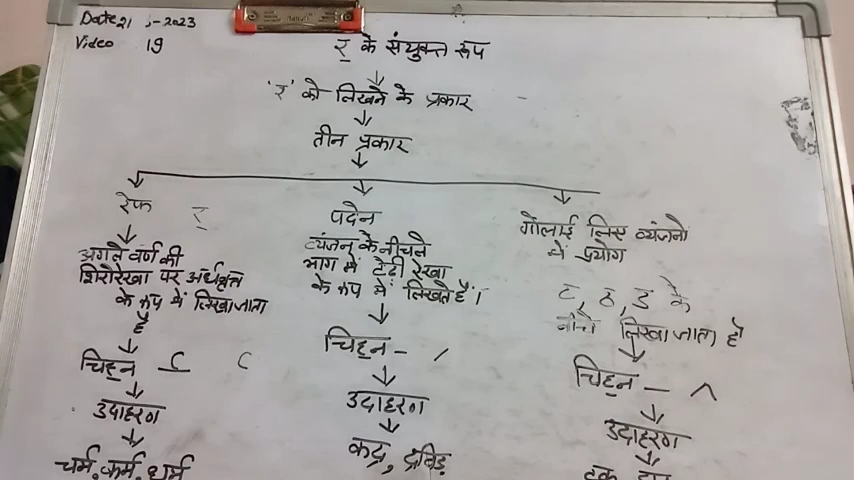 Date 21 -2023
Video 19
र् के संयुक्त रूप
'र' को लिखने के प्रकार
तीन प्रकार
रेफ र्
अगले वर्ण की
शिरोरेखा पर अर्धवृत्त
के रूप में लिखा जाता
है
चिह्न
उदाहरण
चर्म, कर्म, धर्म
पदेन
व्यंजन के नीचले
भाग में टेढी रेखा
के रूप में लिखते हैं।
चिह्न – ⁄
उदाहरण
कद्र, द्रविड़
गोलाई लिए व्यंजनो
में प्रयोग
ट, ठ, ड के
नीचे लिखा जाता है
चिह्न – ^
उदाहरण